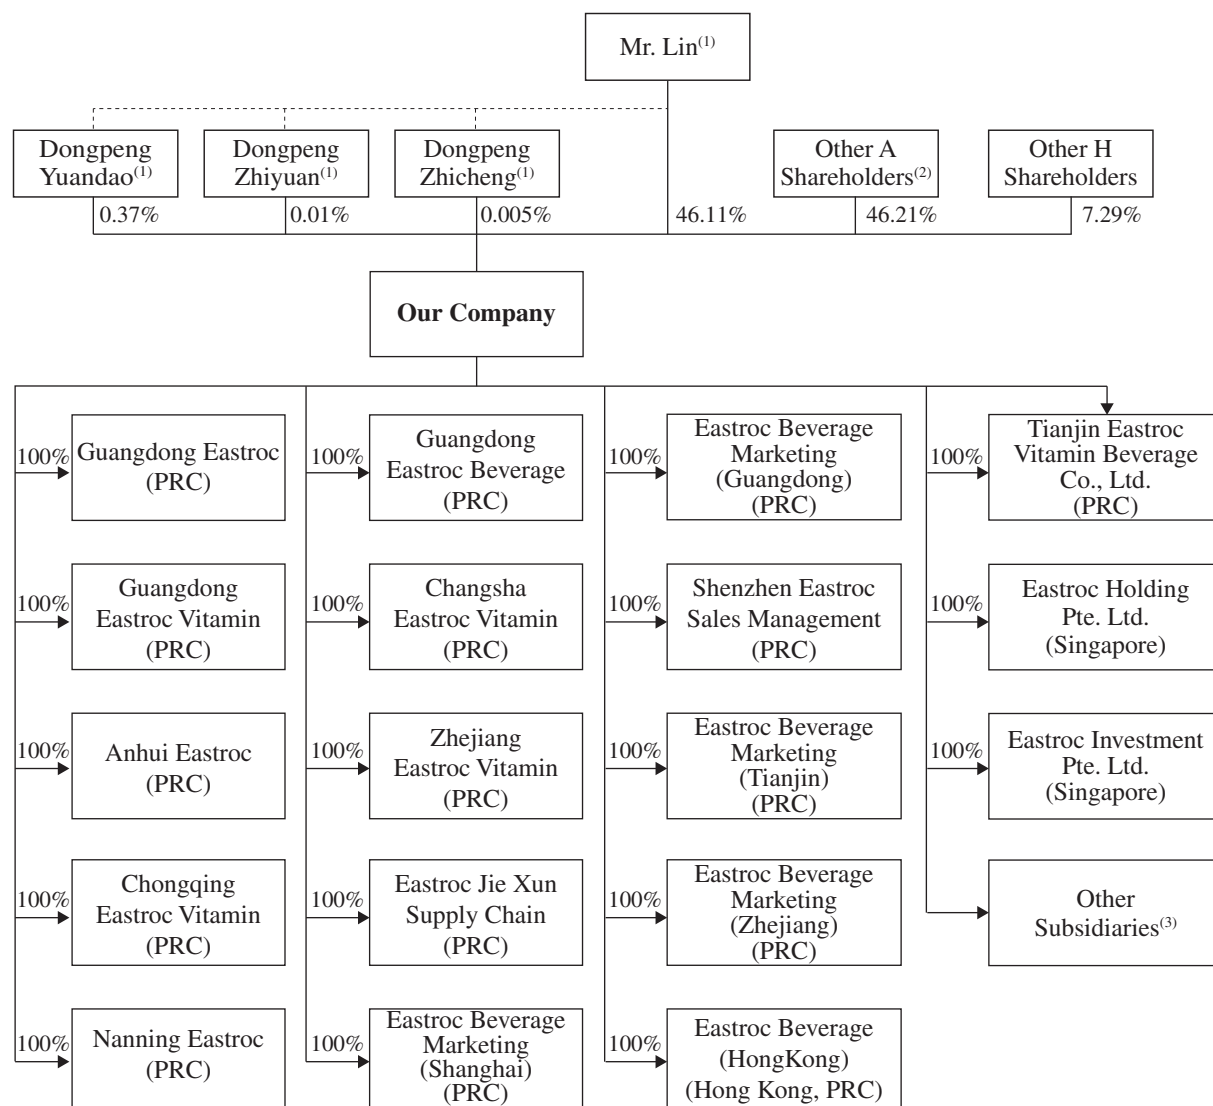 Mr. Lin(1)
Dongpeng
Yuandao(1)
Dongpeng
Zhiyuan(1)
Dongpeng
Zhicheng(1)
Other A
Shareholders(2)
Other H
Shareholders
0.37%
0.01%
0.005%
46.11%
46.21%
7.29%
Our Company
100%
Guangdong Eastroc
(PRC)
100%
Guangdong
Eastroc Beverage
(PRC)
100%
Eastroc Beverage
Marketing
(Guangdong)
(PRC)
100%
Tianjin Eastroc
Vitamin Beverage
Co., Ltd.
(PRC)
100%
Guangdong
Eastroc Vitamin
(PRC)
100%
Changsha
Eastroc Vitamin
(PRC)
100%
Shenzhen Eastroc
Sales Management
(PRC)
100%
Eastroc Holding
Pte. Ltd.
(Singapore)
100%
Anhui Eastroc
(PRC)
100%
Zhejiang
Eastroc Vitamin
(PRC)
100%
Eastroc Beverage
Marketing
(Tianjin)
(PRC)
100%
Eastroc Investment
Pte. Ltd.
(Singapore)
100%
Chongqing
Eastroc Vitamin
(PRC)
100%
Eastroc Jie Xun
Supply Chain
(PRC)
100%
Eastroc Beverage
Marketing
(Zhejiang)
(PRC)
Other
Subsidiaries(3)
100%
Nanning Eastroc
(PRC)
100%
Eastroc Beverage
Marketing
(Shanghai)
(PRC)
100%
Eastroc Beverage
(HongKong)
(Hong Kong, PRC)